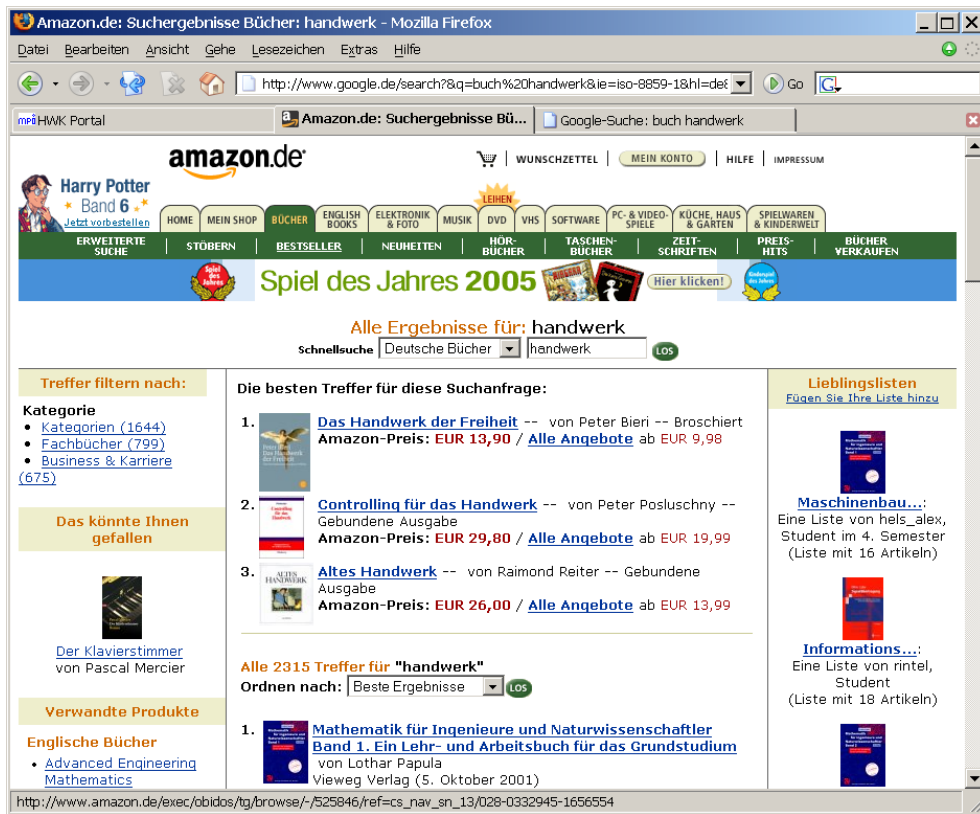 Amazon.de: Suchergebnisse Bücher: handwerk - Mozilla Firefox
Datei Bearbeiten Ansicht Gehe Lesezeichen Extras Hilfe
http://www.google.de/search?&q=buch%20handwerk&ie=iso-8859-1&hl=de& Go G
HWK Portal
Amazon.de: Suchergebnisse Bü...
Google-Suche: buch handwerk
amazon.de
WUNSCHZETTEL | MEIN KONTO | HILFE | IMPRESSUM
Harry Potter
Band 6
Jetzt vorbestellen
LEIHEN
HOME
MEIN SHOP
BÜCHER
ENGLISH BOOKS
ELEKTRONIK & FOTO
MUSIK
DVD
VHS
SOFTWARE
PC- & VIDEO-SPIELE
KÜCHE, HAUS & GARTEN
SPIELWAREN & KINDERWELT
ERWEITERTE SUCHE | STÖBERN | BESTSELLER | NEUHEITEN | HÖR-BÜCHER | TASCHEN-BÜCHER | ZEIT-SCHRIFTEN | PREIS-HITS | BÜCHER VERKAUFEN
Spiel des Jahres
Spiel des Jahres 2005
Hier klicken!
Alle Ergebnisse für: handwerk
Schnellsuche Deutsche Bücher handwerk LOS
Treffer filtern nach:
Kategorie
• Kategorien (1644)
• Fachbücher (799)
• Business & Karriere
(675)
Das könnte Ihnen
gefallen
Der Klavierstimmer
von Pascal Mercier
Verwandte Produkte
Englische Bücher
• Advanced Engineering
Mathematics
Die besten Treffer für diese Suchanfrage:
1. Das Handwerk der Freiheit -- von Peter Bieri -- Broschiert
Amazon-Preis: EUR 13,90 / Alle Angebote ab EUR 9,98
2. Controlling für das Handwerk -- von Peter Posluschny --
Gebundene Ausgabe
Amazon-Preis: EUR 29,80 / Alle Angebote ab EUR 19,99
3. Altes Handwerk -- von Raimond Reiter -- Gebundene
Ausgabe
Amazon-Preis: EUR 26,00 / Alle Angebote ab EUR 13,99
ALTES
HANDWERK
Alle 2315 Treffer für "handwerk"
Ordnen nach: Beste Ergebnisse LOS
1. Mathematik für Ingenieure und Naturwissenschaftler
Band 1. Ein Lehr- und Arbeitsbuch für das Grundstudium
von Lothar Papula
Vieweg Verlag (5. Oktober 2001)
Lieblingslisten
Fügen Sie Ihre Liste hinzu
Maschinenbau...:
Eine Liste von hels_alex,
Student im 4. Semester
(Liste mit 16 Artikeln)
Informations...:
Eine Liste von rintel,
Student
(Liste mit 18 Artikeln)
http://www.amazon.de/exec/obidos/tg/browse/-/525846/ref=cs_nav_sn_13/028-0332945-1656554